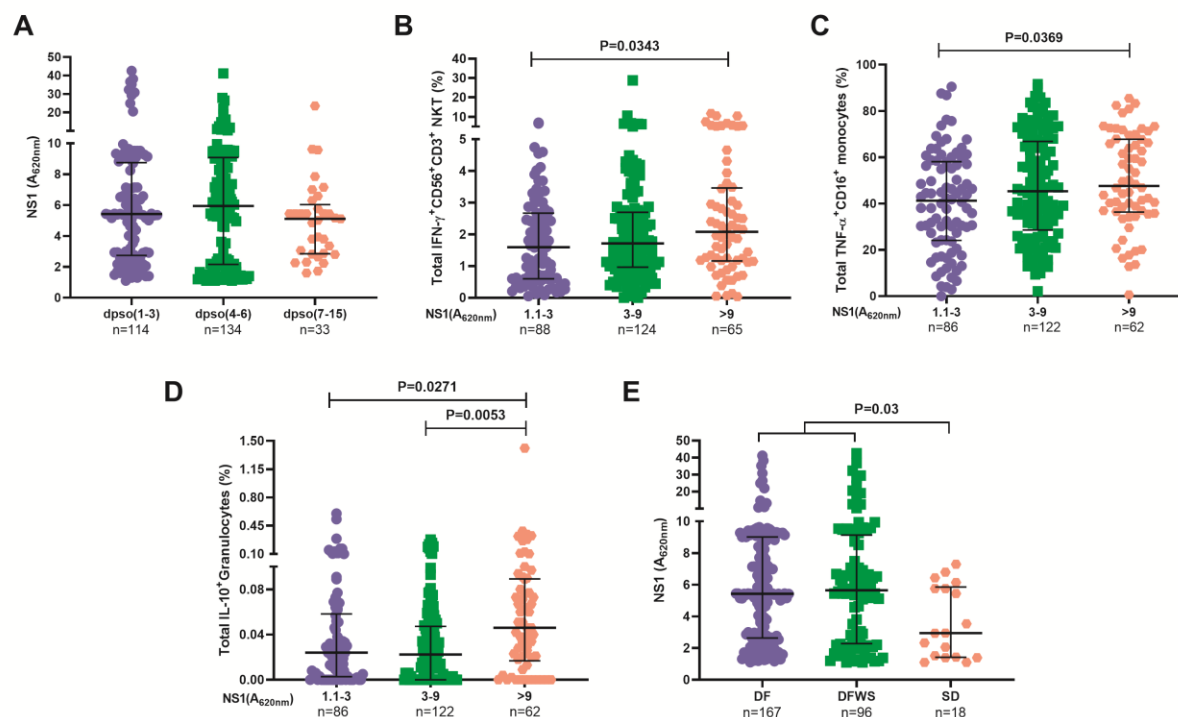 A
NS1 (A620nm)
50
40
30
20
10
8
6
4
2
0
dpso(1-3)
dpso(4-6)
dpso(7-15)
n=114
n=134
n=33
B
P=0.0343
Total IFN-γ+CD56+CD3+ NKT (%)
40
30
20
10
5
4
3
2
1
0
NS1(A620nm)
1.1-3
3-9
>9
n=88
n=124
n=65
C
P=0.0369
Total TNF-α+CD16+ monocytes (%)
100
80
60
40
20
0
NS1(A620nm)
1.1-3
3-9
>9
n=86
n=122
n=62
D
P=0.0271
P=0.0053
Total IL-10+Granulocytes (%)
1.50
1.15
0.80
0.45
0.10
0.08
0.04
0.00
NS1(A620nm)
1.1-3
3-9
>9
n=86
n=122
n=62
E
P=0.03
NS1 (A620nm)
50
40
30
20
10
8
6
4
2
0
DF
DFWS
SD
n=167
n=96
n=18